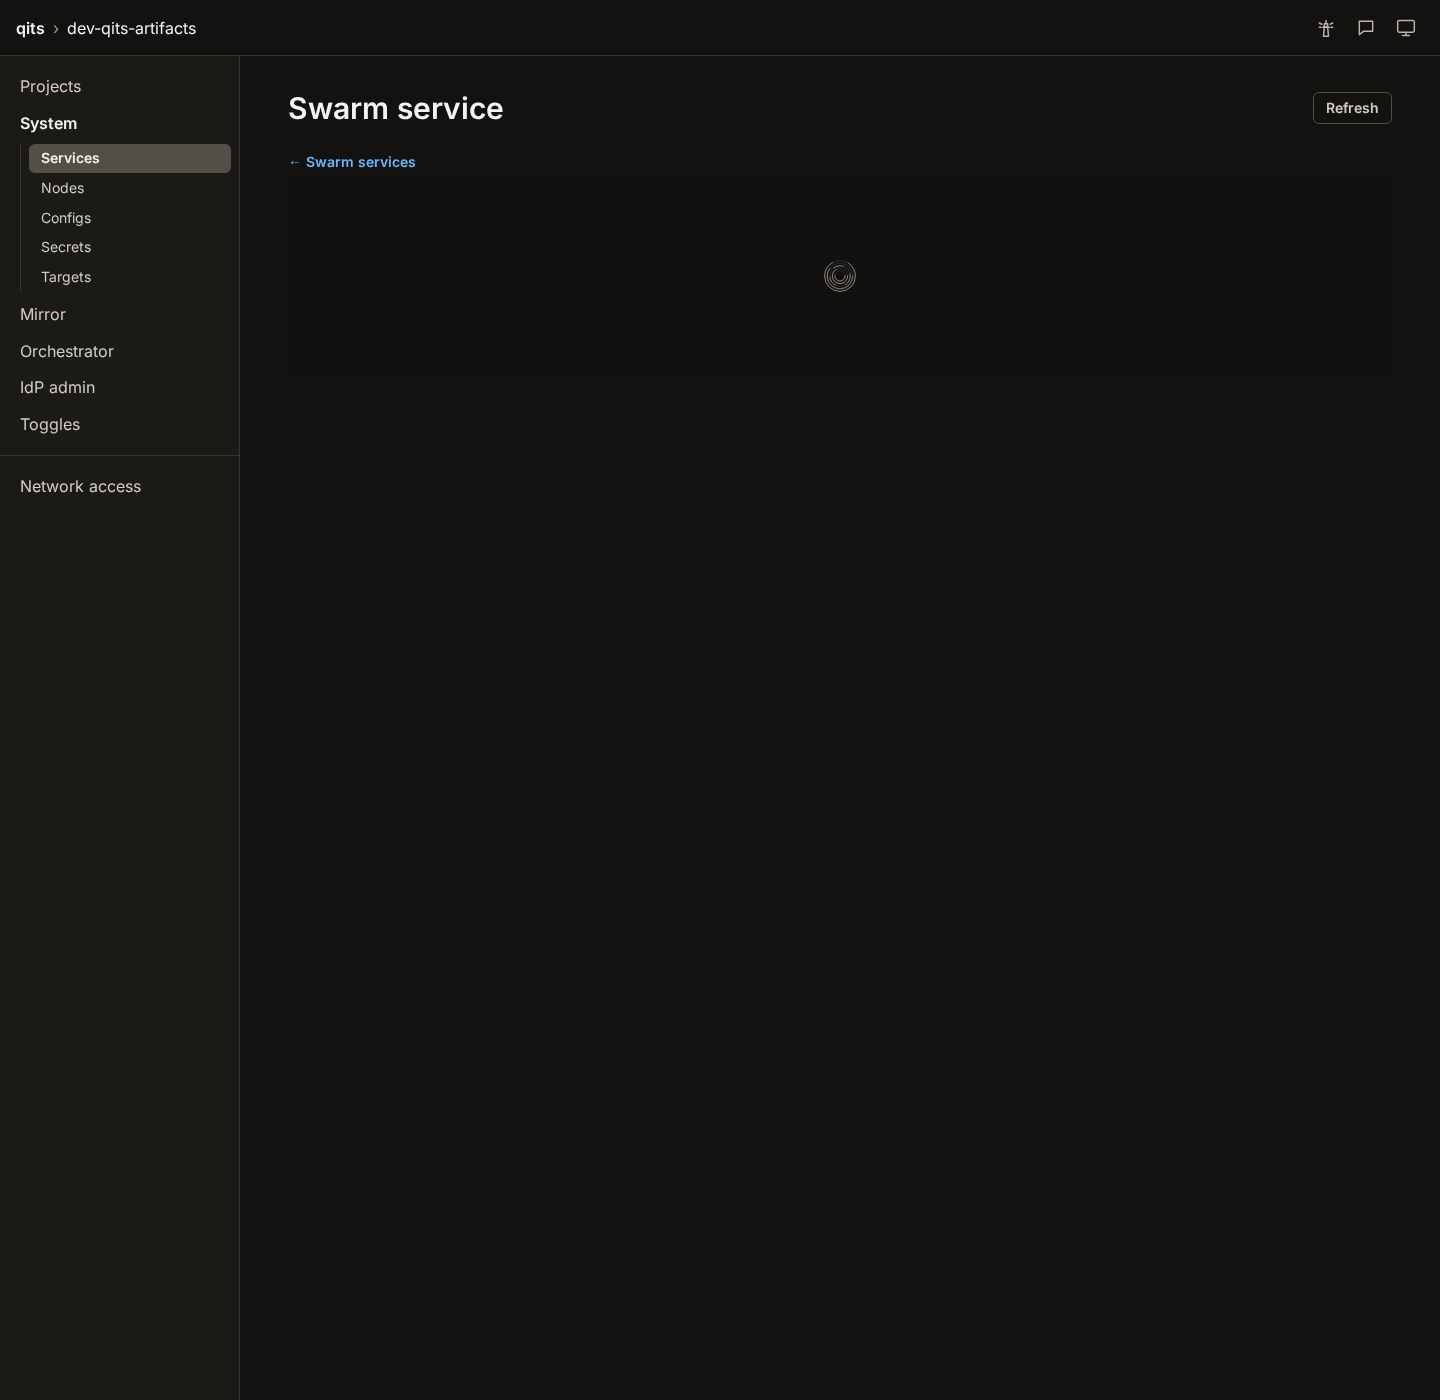 qits › dev-qits-artifacts
Projects
System
Services
Nodes
Configs
Secrets
Targets
Mirror
Orchestrator
IdP admin
Toggles
Network access
Swarm service
Refresh
← Swarm services